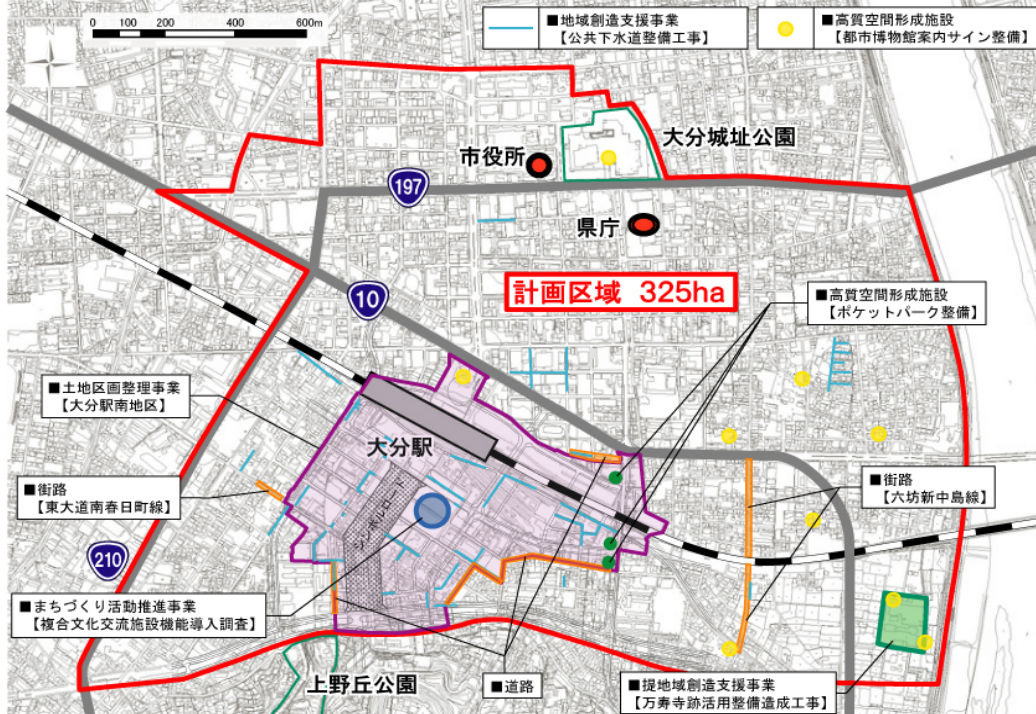 0 100 200 400 600m
N
■地域創造支援事業
【公共下水道整備工事】
■高質空間形成施設
【都市博物館案内サイン整備】
大分城址公園
市役所
197
県庁
計画区域 325ha
10
■高質空間形成施設
【ポケットパーク整備】
■土地区画整理事業
【大分駅南地区】
大分駅
■街路
【東大道南春日町線】
シンボルロード
■街路
【六坊新中島線】
210
■まちづくり活動推進事業
【複合文化交流施設機能導入調査】
上野丘公園
■道路
■提地域創造支援事業
【万寿寺跡活用整備造成工事】